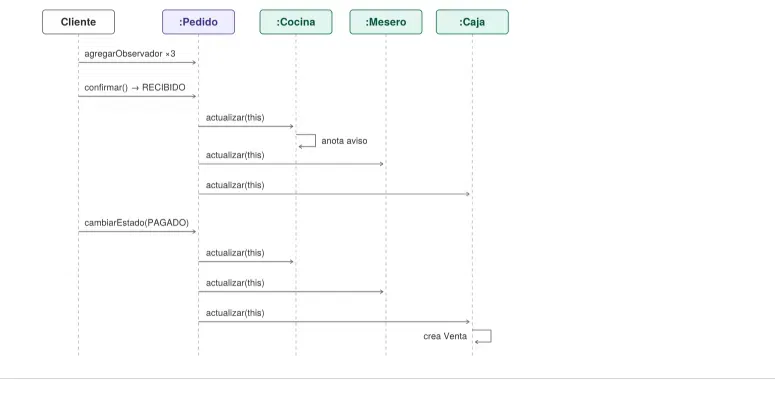 Cliente
:Pedido
:Cocina
:Mesero
:Caja
agregarObservador ×3
confirmar() → RECIBIDO
actualizar(this)
anota aviso
actualizar(this)
actualizar(this)
cambiarEstado(PAGADO)
actualizar(this)
actualizar(this)
actualizar(this)
crea Venta